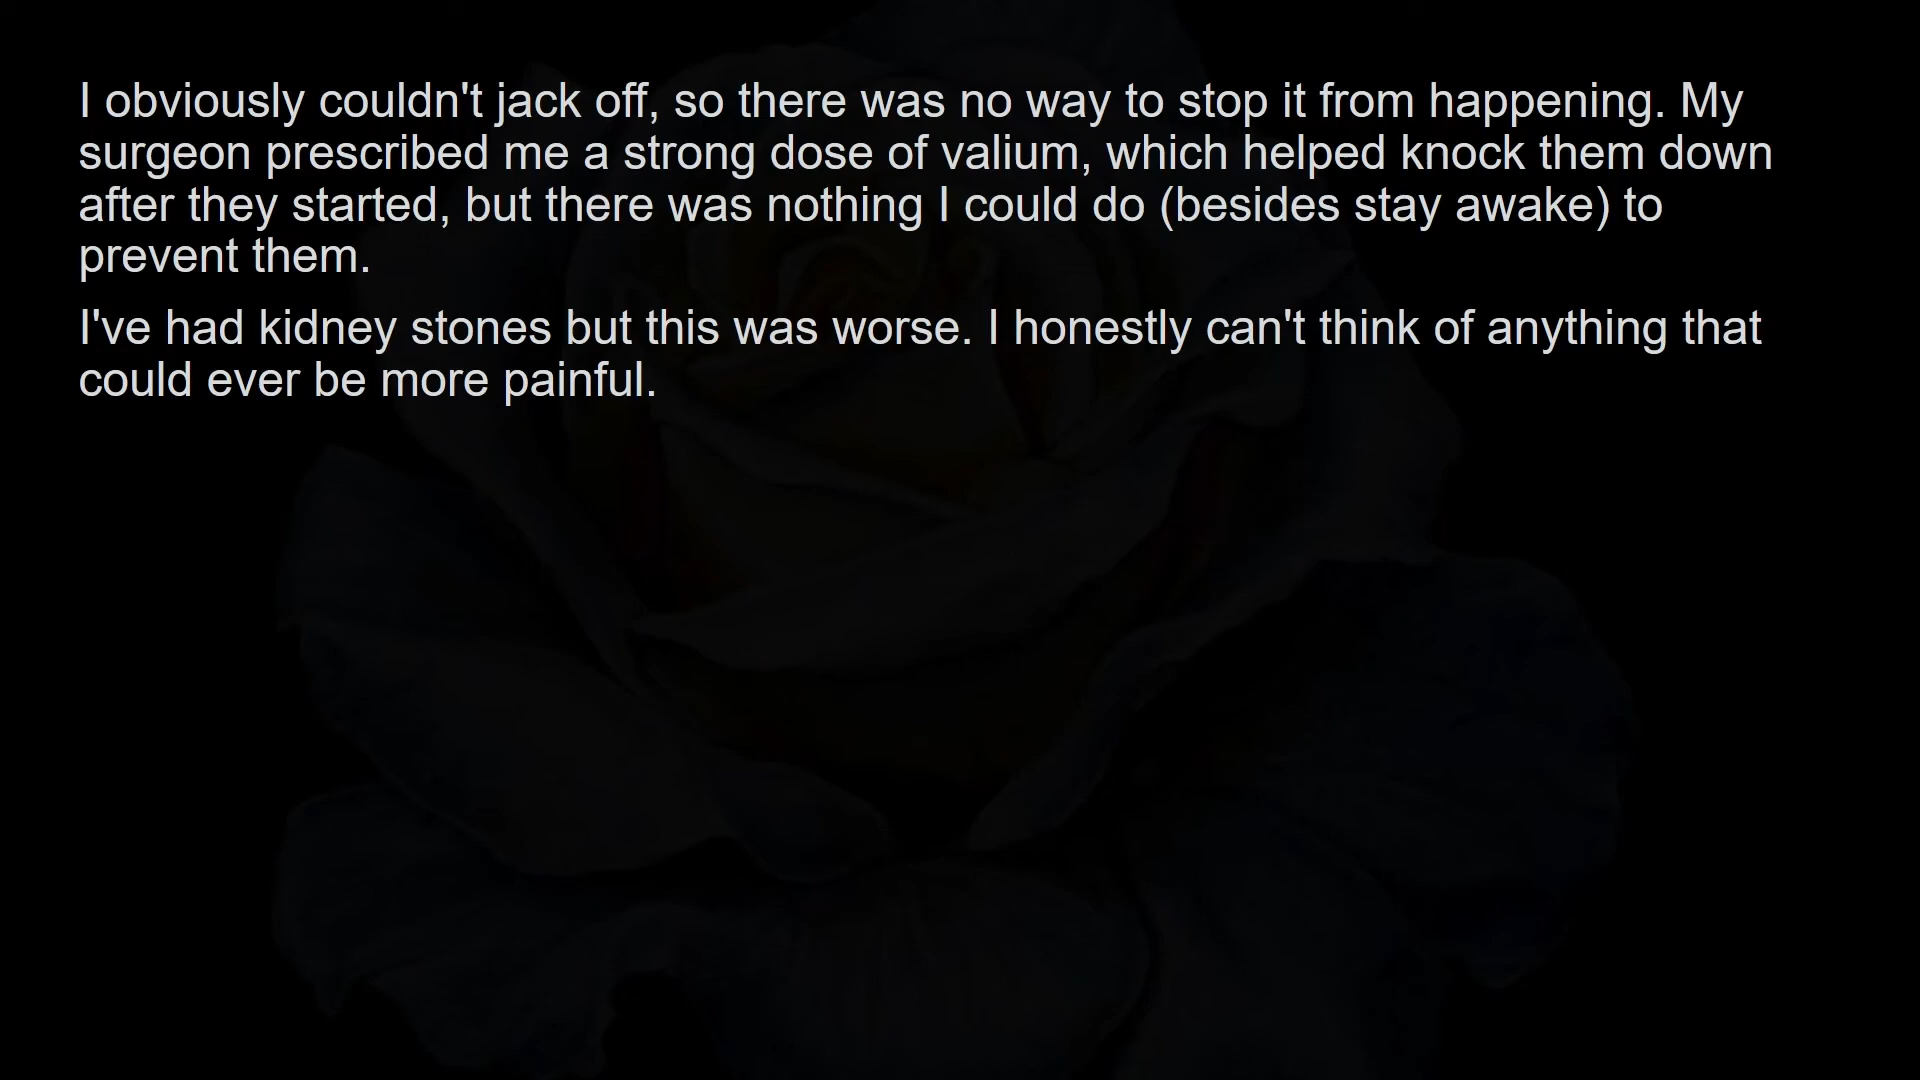 I obviously couldn't jack off, so there was no way to stop it from happening. My
surgeon prescribed me a strong dose of valium, which helped knock them down
after they started, but there was nothing I could do (besides stay awake) to
prevent them.
I've had kidney stones but this was worse. I honestly can't think of anything that
could ever be more painful.